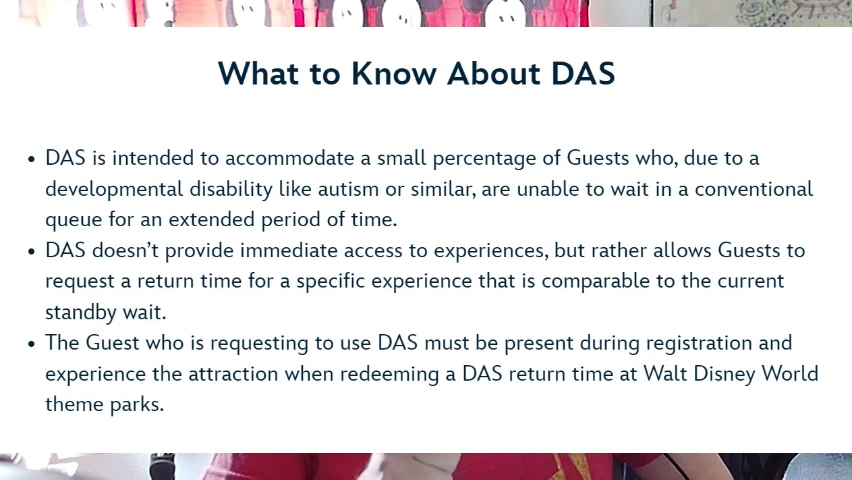 What to Know About DAS
• DAS is intended to accommodate a small percentage of Guests who, due to a
developmental disability like autism or similar, are unable to wait in a conventional
queue for an extended period of time.
• DAS doesn’t provide immediate access to experiences, but rather allows Guests to
request a return time for a specific experience that is comparable to the current
standby wait.
• The Guest who is requesting to use DAS must be present during registration and
experience the attraction when redeeming a DAS return time at Walt Disney World
theme parks.